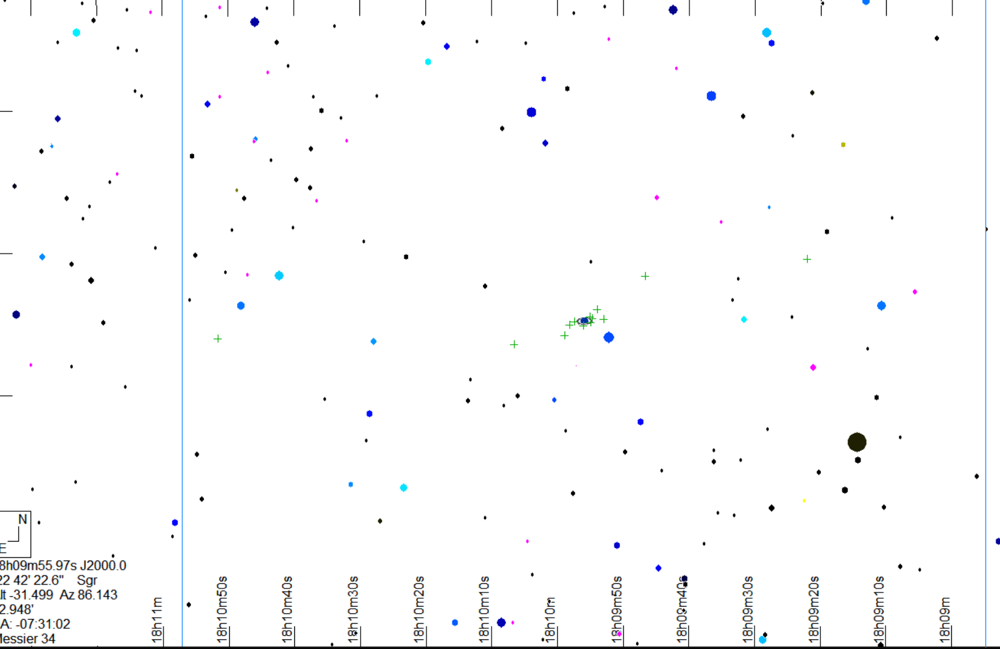 N
E
8h09m55.97s J2000.0
22 42' 22.6" Sgr
lt -31.499 Az 86.143
2.948'
A: -07:31:02
Messier 34
18h11m
18h10m50s
18h10m40s
18h10m30s
18h10m20s
18h10m10s
18h10m
18h09m50s
18h09m40s
18h09m30s
18h09m20s
18h09m10s
18h09m